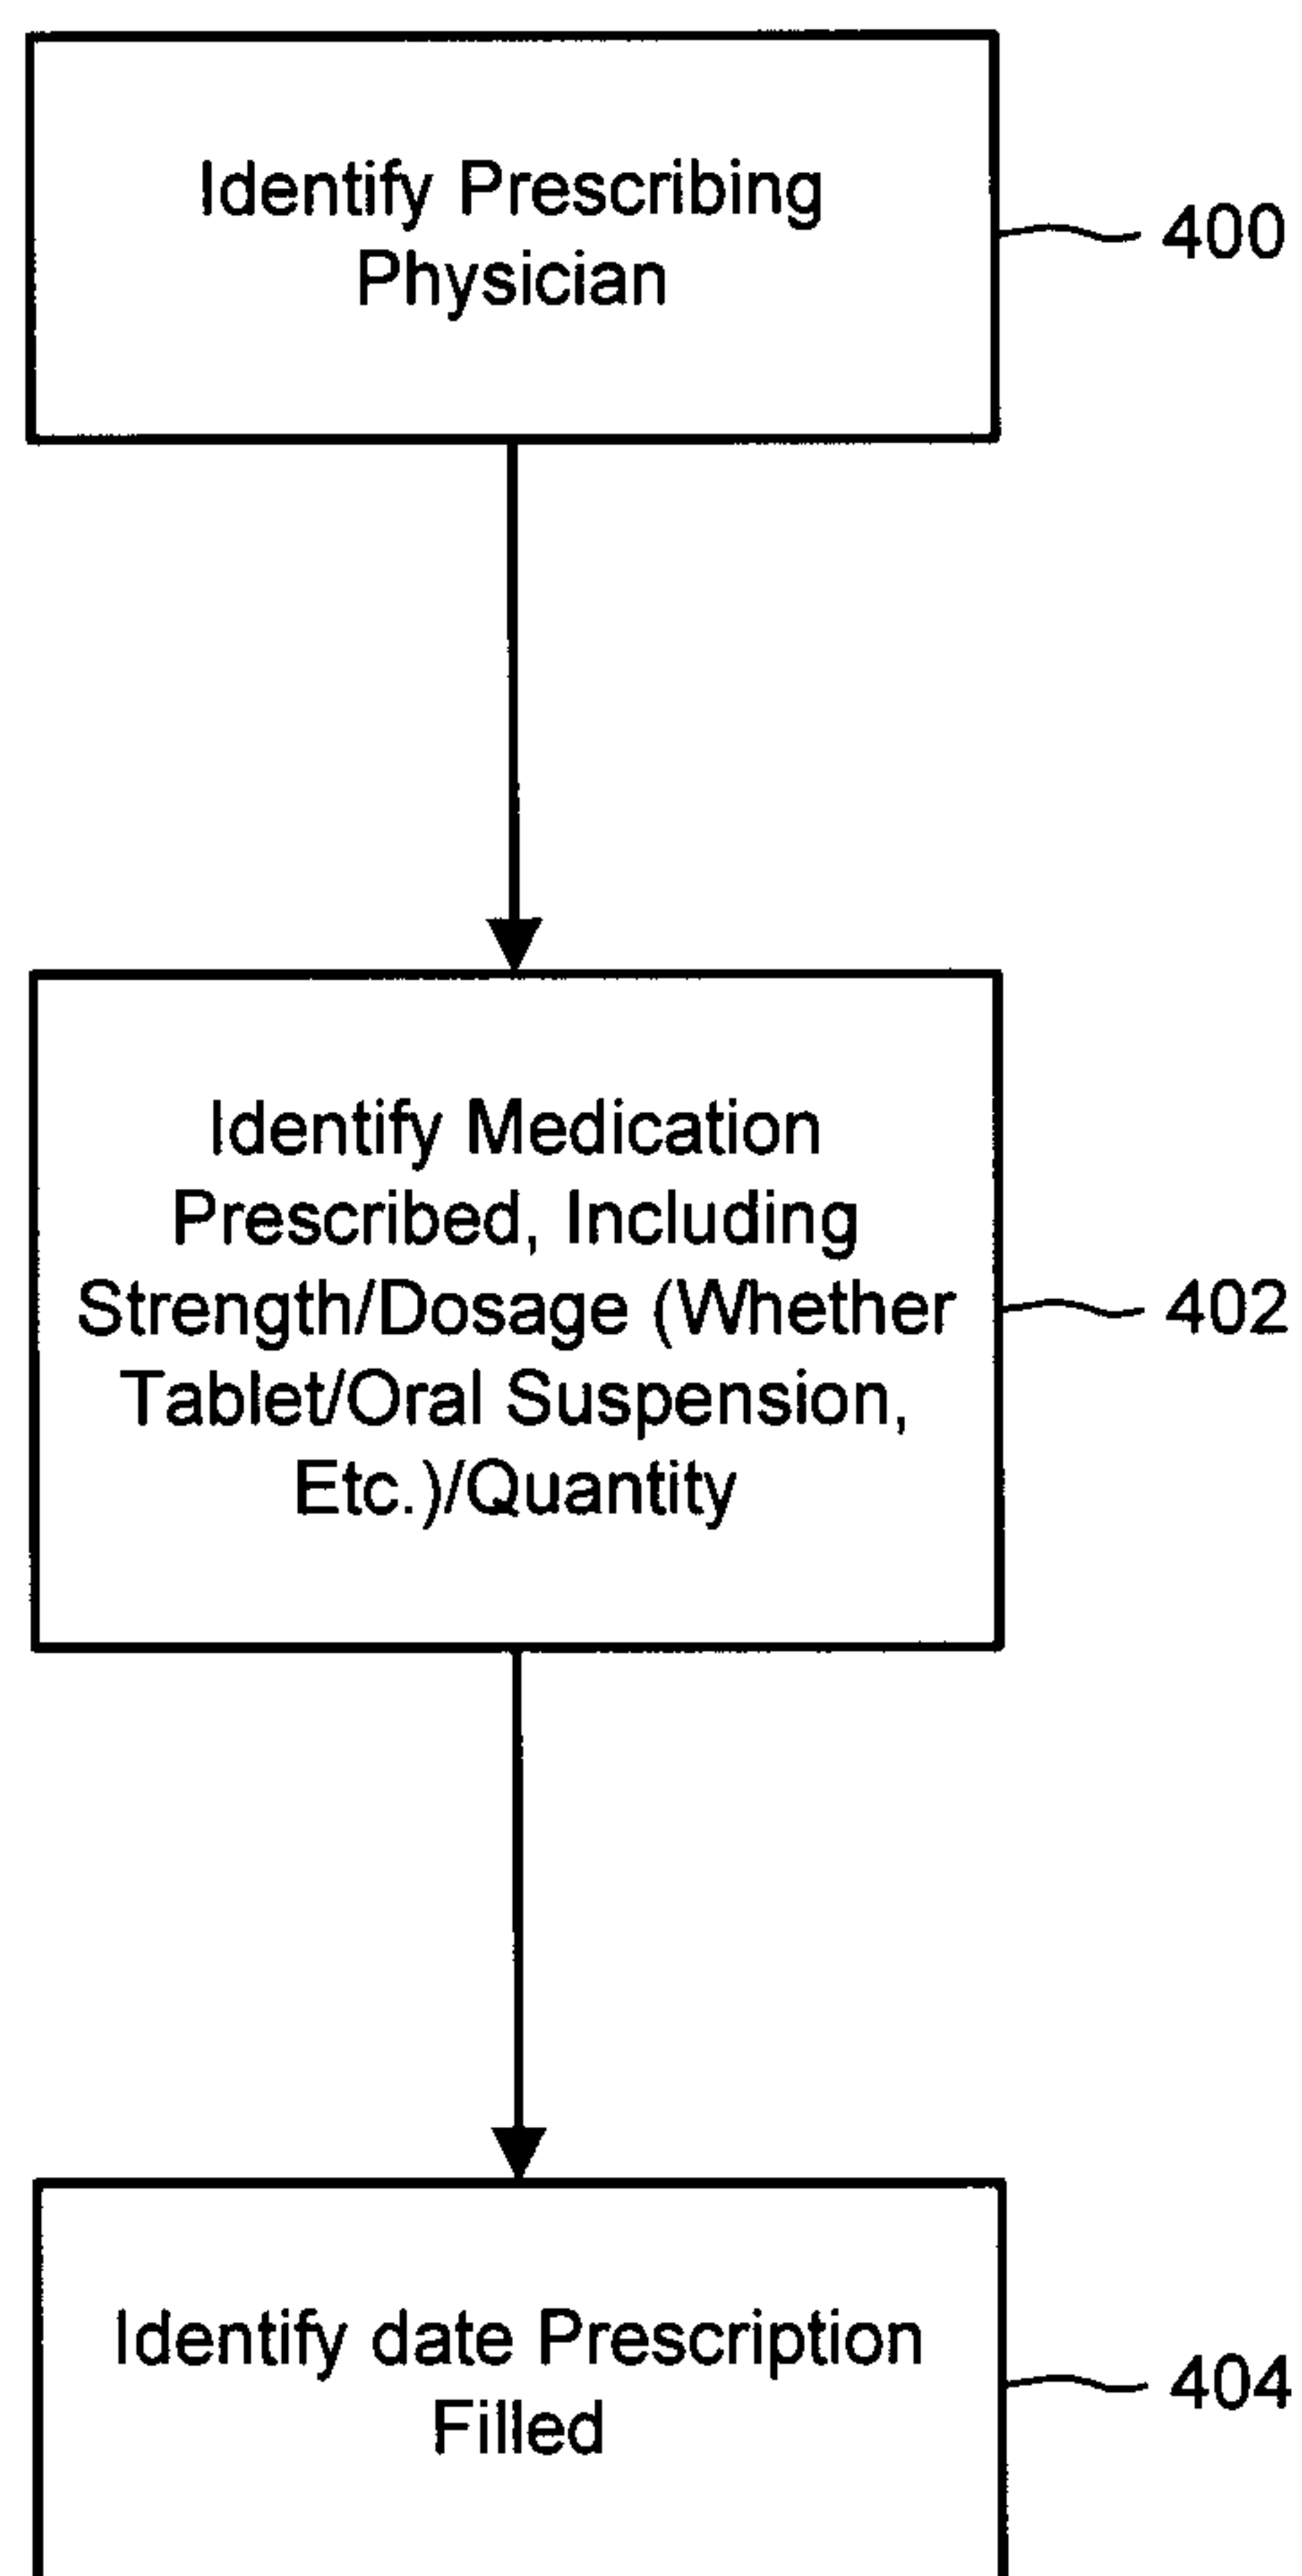 Identify Prescribing
Physician
400
Identify Medication
Prescribed, Including
Strength/Dosage (Whether
Tablet/Oral Suspension,
Etc.)/Quantity
402
Identify date Prescription
Filled
404